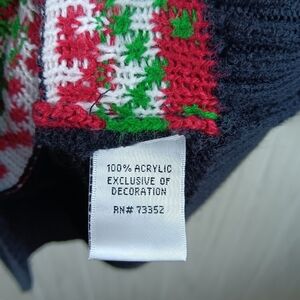 100% ACRYLIC
EXCLUSIVE OF
DECORATION
RN# 73352